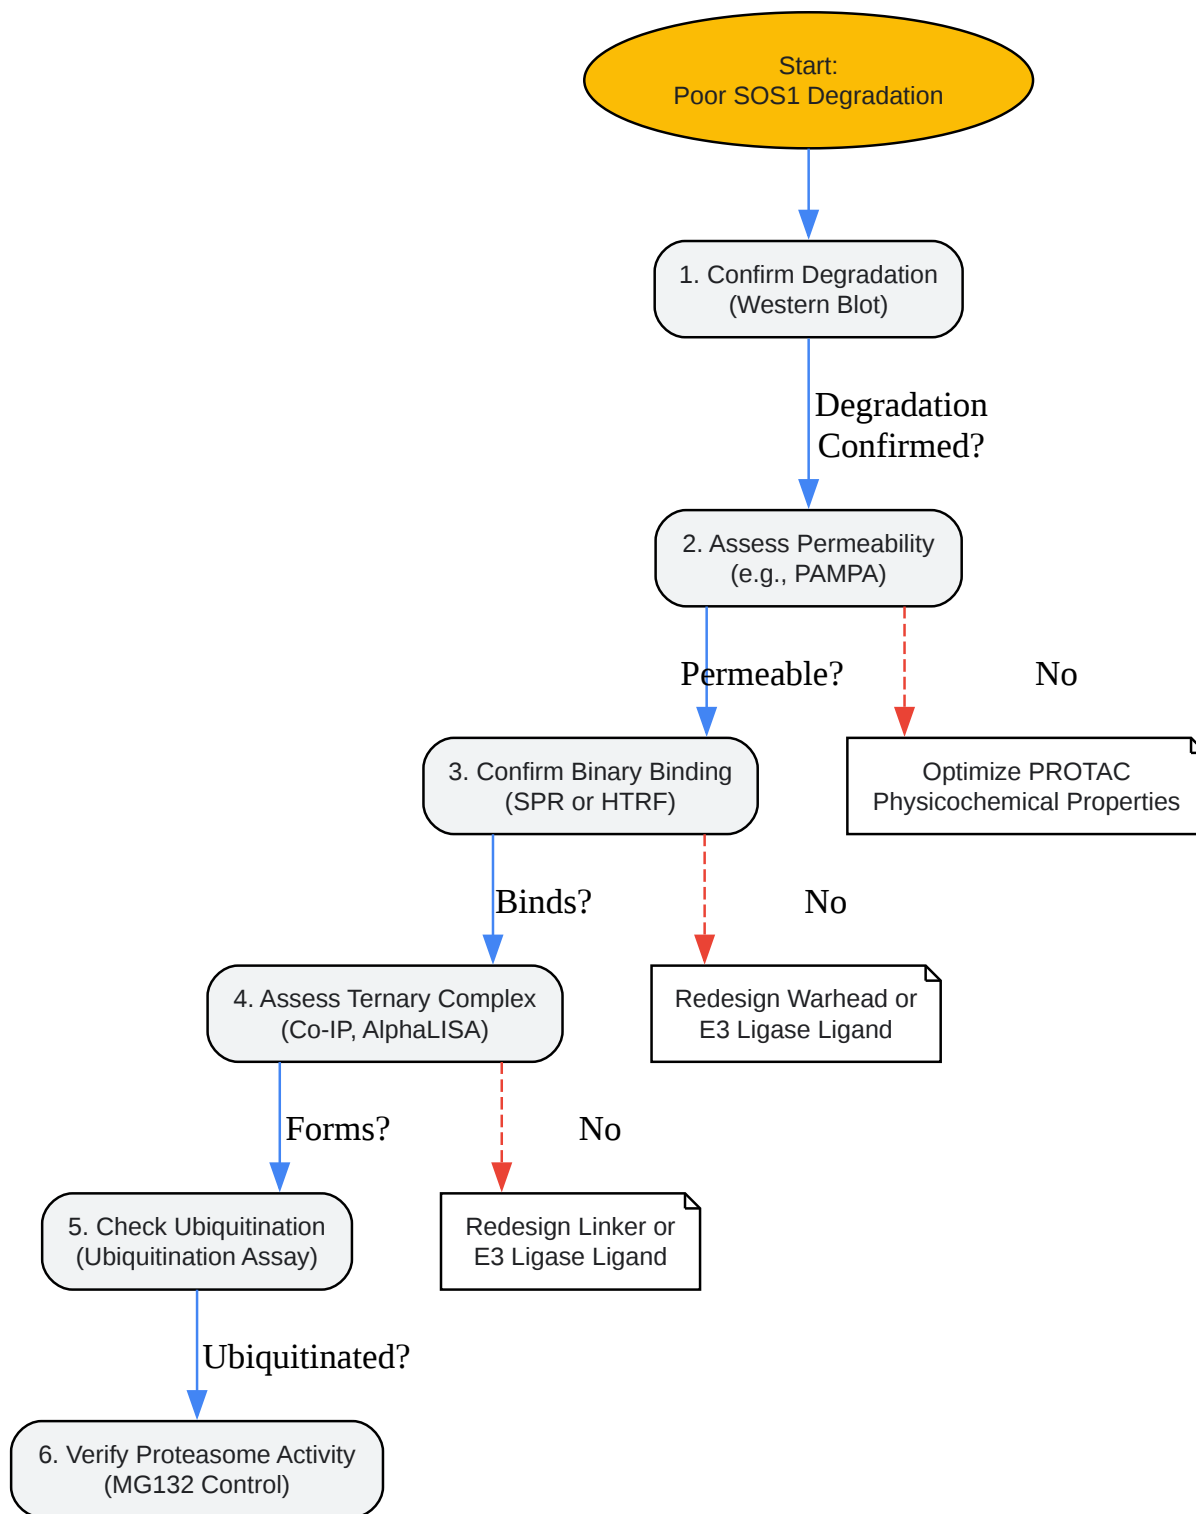 Start:
Poor SOS1 Degradation
1. Confirm Degradation
(Western Blot)
Degradation
Confirmed?
2. Assess Permeability
(e.g., PAMPA)
Permeable?
No
3. Confirm Binary Binding
(SPR or HTRF)
Optimize PROTAC
Physicochemical Properties
Binds?
No
4. Assess Ternary Complex
(Co-IP, AlphaLISA)
Redesign Warhead or
E3 Ligase Ligand
Forms?
No
5. Check Ubiquitination
(Ubiquitination Assay)
Redesign Linker or
E3 Ligase Ligand
Ubiquitinated?
6. Verify Proteasome Activity
(MG132 Control)